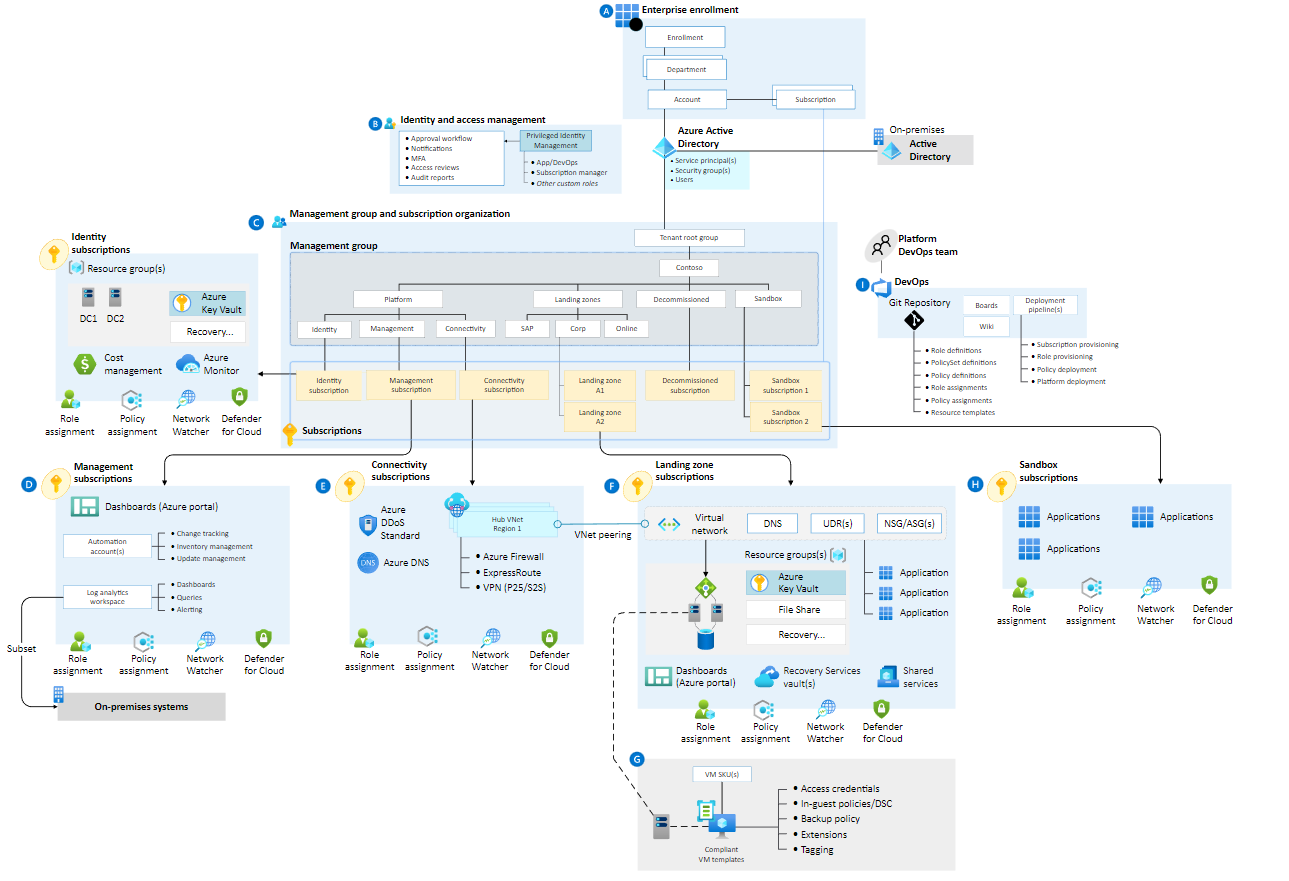 A
Enterprise enrollment
Enrollment
Department
Account
Subscription
B
Identity and access management
• Approval workflow
• Notifications
• MFA
• Access reviews
• Audit reports
Privileged Identity
Management
• App/DevOps
• Subscription manager
• Other custom roles
Azure Active
Directory
• Service principal(s)
• Security group(s)
• Users
On-premises
Active
Directory
C
Management group and subscription organization
Management group
Tenant root group
Contoso
Platform
Landing zones
Decommissioned
Sandbox
Identity
Management
Connectivity
SAP
Corp
Online
Identity
subscription
Management
subscription
Connectivity
subscription
Landing zone
A1
Landing zone
A2
Decommissioned
subscription
Sandbox
subscription 1
Sandbox
subscription 2
Subscriptions
Identity
subscriptions
Resource group(s)
DC1
DC2
Azure
Key Vault
Recovery...
Cost
management
Azure
Monitor
Role
assignment
Policy
assignment
Network
Watcher
Defender
for Cloud
Platform
DevOps team
I
DevOps
Git Repository
Boards
Wiki
Deployment
pipeline(s)
• Role definitions
• PolicySet definitions
• Policy definitions
• Role assignments
• Policy assignments
• Resource templates
• Subscription provisioning
• Role provisioning
• Policy deployment
• Platform deployment
D
Management
subscriptions
Dashboards (Azure portal)
Automation
account(s)
• Change tracking
• Inventory management
• Update management
Log analytics
workspace
• Dashboards
• Queries
• Alerting
Subset
Role
assignment
Policy
assignment
Network
Watcher
Defender
for Cloud
On-premises systems
E
Connectivity
subscriptions
Azure
DDoS
Standard
DNS
Azure DNS
Hub VNet
Region 1
• Azure Firewall
• ExpressRoute
• VPN (P25/S2S)
VNet peering
Role
assignment
Policy
assignment
Network
Watcher
Defender
for Cloud
F
Landing zone
subscriptions
Virtual
network
DNS
UDR(s)
NSG/ASG(s)
Resource groups(s)
Azure
Key Vault
File Share
Recovery...
Application
Application
Application
Dashboards
(Azure portal)
Recovery Services
vault(s)
Shared
services
Role
assignment
Policy
assignment
Network
Watcher
Defender
for Cloud
G
VM SKU(s)
Compliant
VM templates
• Access credentials
• In-guest policies/DSC
• Backup policy
• Extensions
• Tagging
H
Sandbox
subscriptions
Applications
Applications
Applications
Role
assignment
Policy
assignment
Network
Watcher
Defender
for Cloud